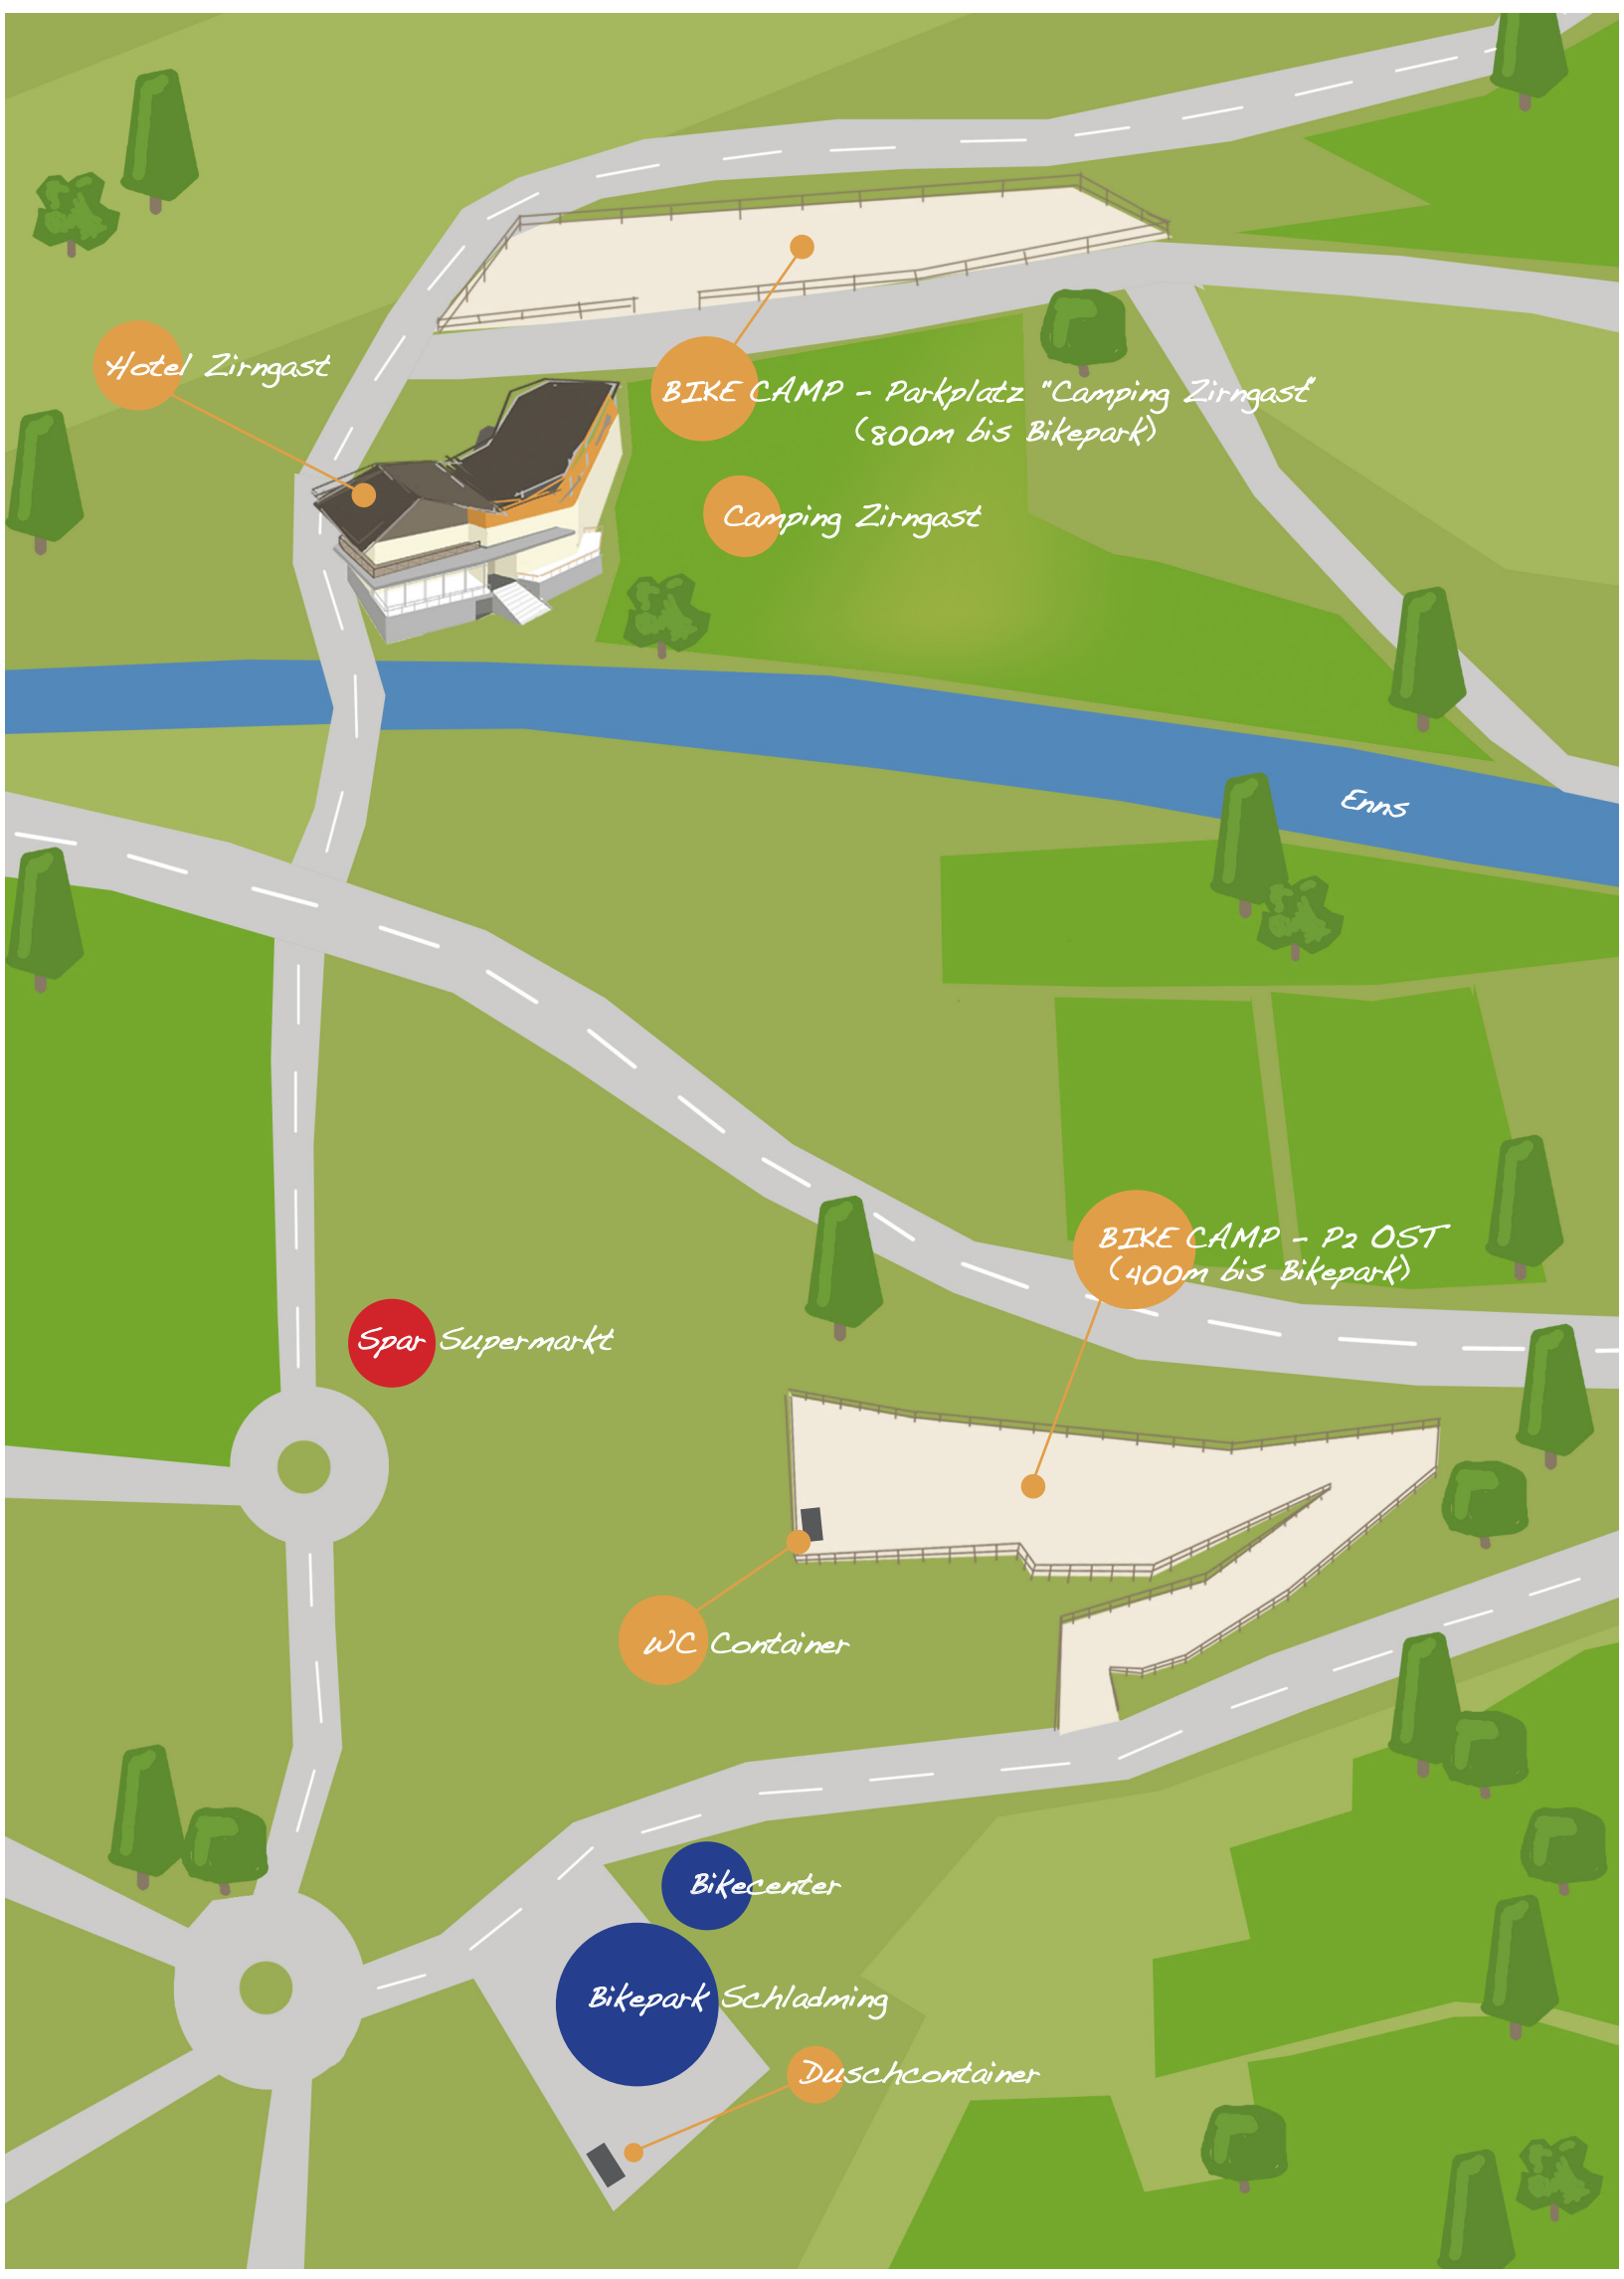 Hotel Zirngast
BIKE CAMP - Parkplatz "Camping Zirngast"
(800m bis Bikepark)
Camping Zirngast
Enns
BIKE CAMP - P2 OST
(400m bis Bikepark)
Spar Supermarkt
WC Container
Bikecenter
Bikepark Schladming
Duschcontainer